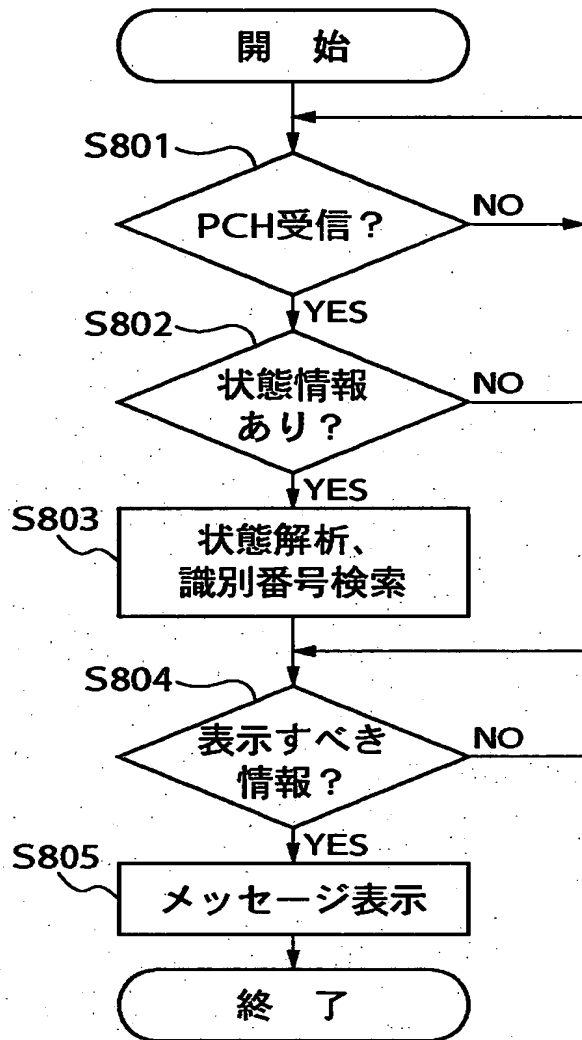 開 始
S801
PCH受信？
NO
YES
S802
状態情報
あり？
NO
YES
S803
状態解析、
識別番号検索
S804
表示すべき
情報？
NO
YES
S805
メッセージ表示
終 了